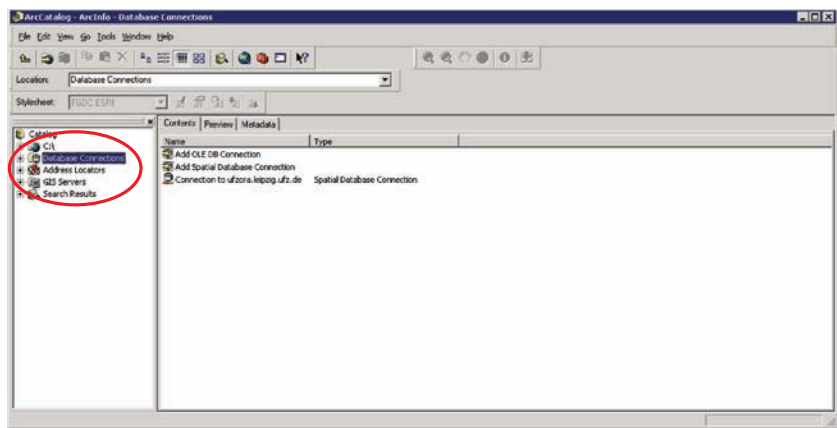 ArcCatalog - ArcInfo - Database Connections
File Edit View Go Tools Window Help
Location: Database Connections
Stylesheet: FGDC ESRI
Contents Preview Metadata
Catalog
C:\
Database Connections
Address Locators
GIS Servers
Search Results
Name Type
Add OLE DB Connection
Add Spatial Database Connection
Connection to ufzora.leipzig.ufz.de Spatial Database Connection